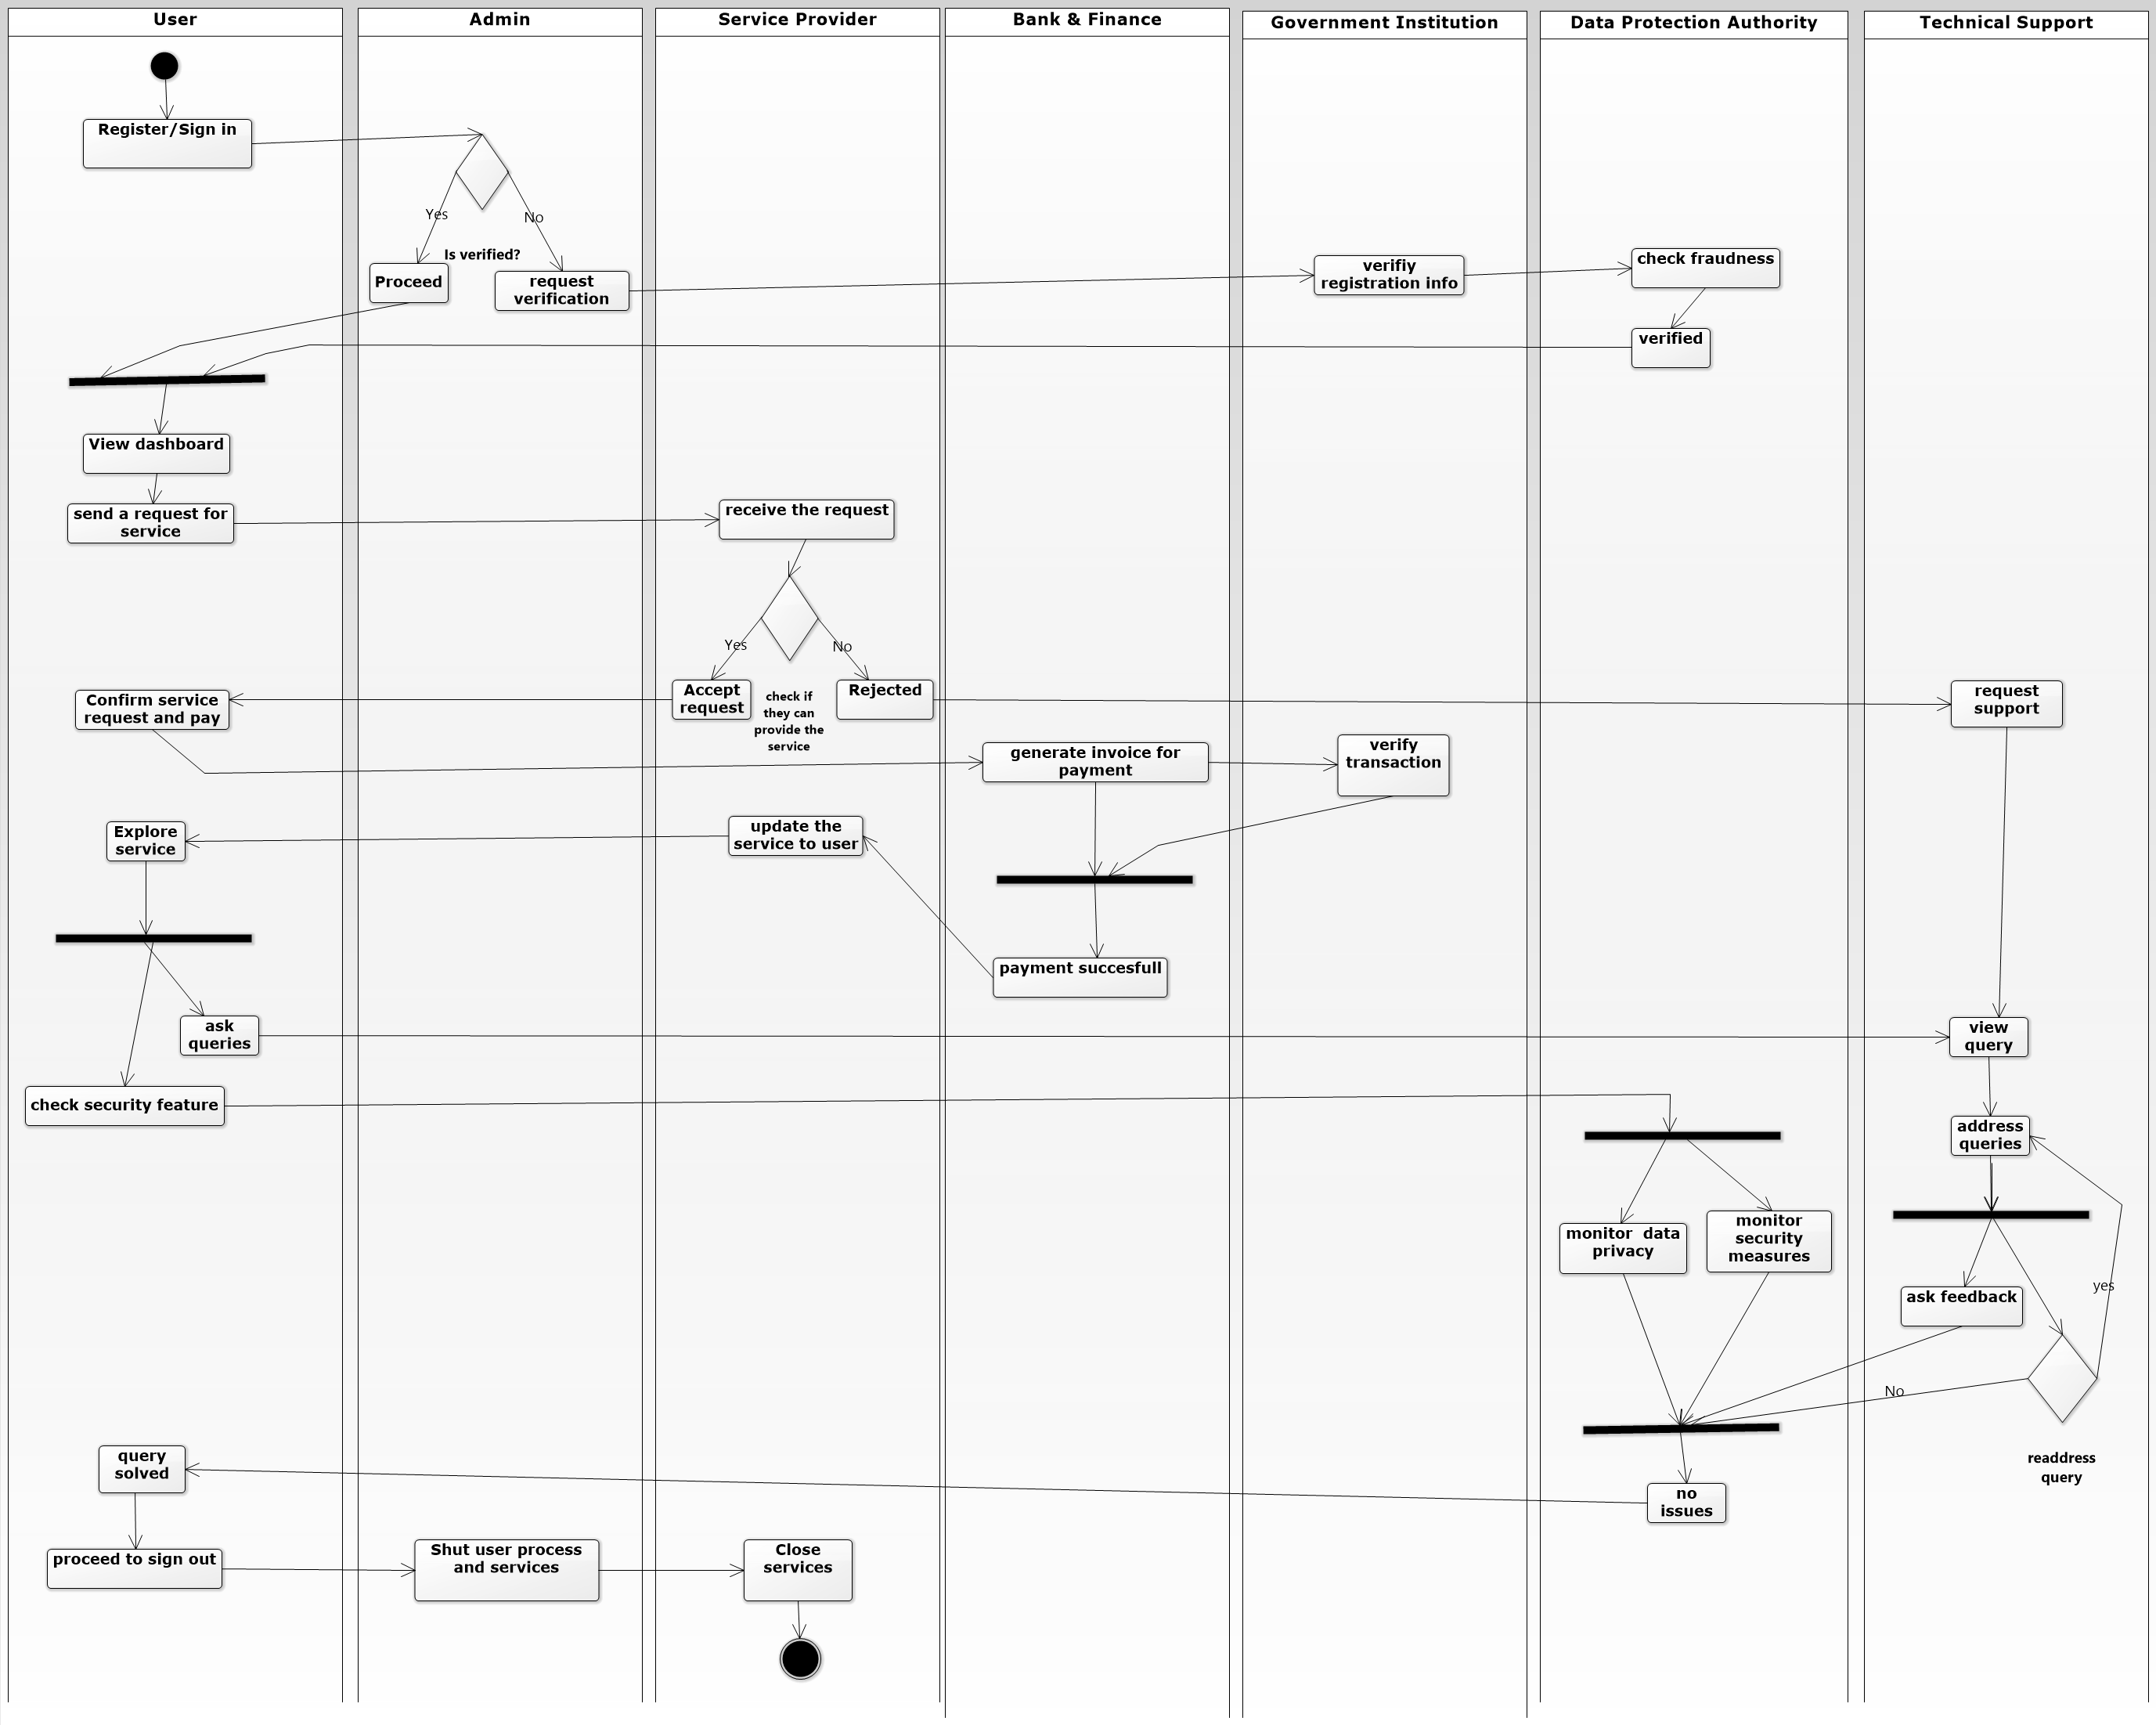 User
Admin
Service Provider
Bank & Finance
Government Institution
Data Protection Authority
Technical Support
Register/Sign in
Yes
No
Is verified?
Proceed
request
verification
verifiy
registration info
check fraudness
verified
View dashboard
send a request for
service
receive the request
Yes
No
Accept
request
check if
they can
provide the
service
Rejected
Confirm service
request and pay
request
support
generate invoice for
payment
verify
transaction
Explore
service
update the
service to user
payment succesfull
ask
queries
view
query
check security feature
address
queries
monitor  data
privacy
monitor
security
measures
ask feedback
yes
No
readdress
query
query
solved
no
issues
proceed to sign out
Shut user process
and services
Close
services